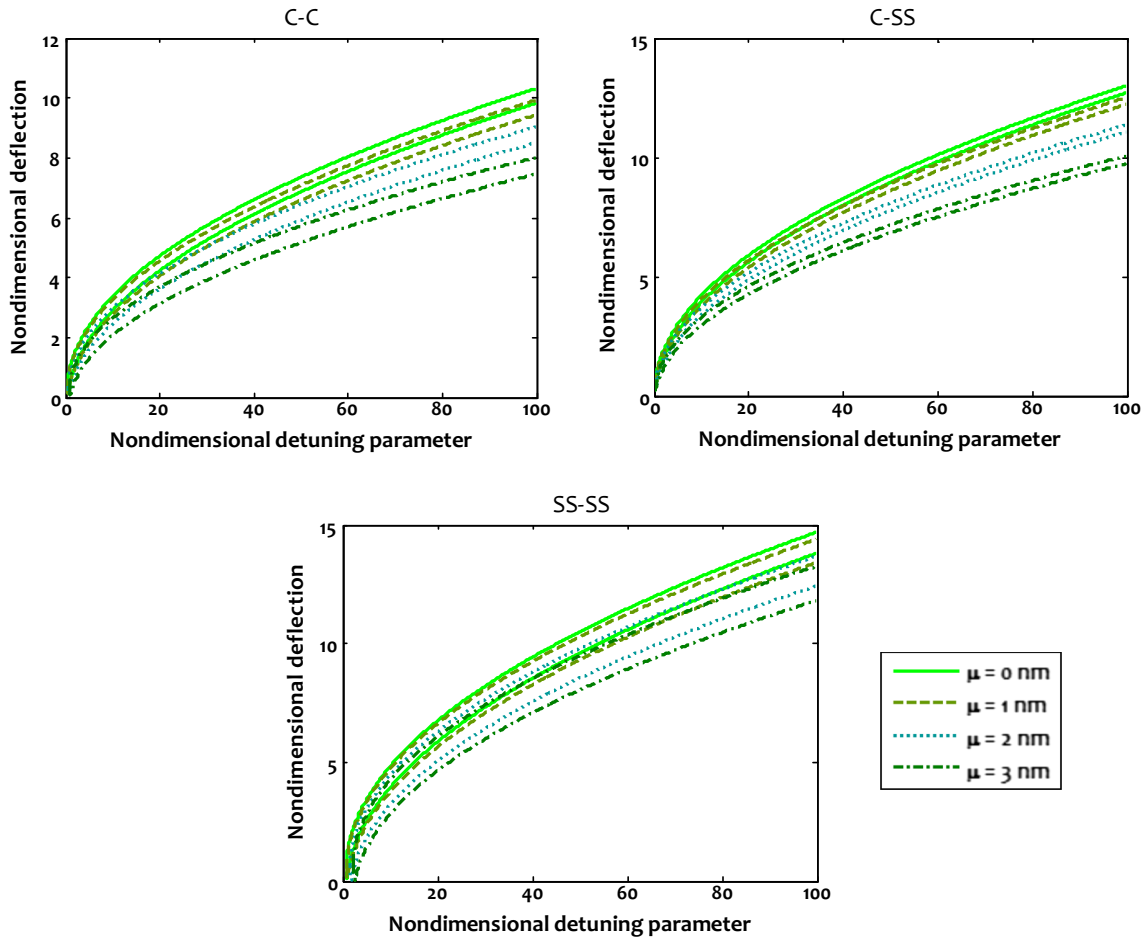 C-C
12
10
8
6
4
2
0
Nondimensional deflection
0 20 40 60 80 100
Nondimensional detuning parameter
C-SS
15
10
5
0
Nondimensional deflection
0 20 40 60 80 100
Nondimensional detuning parameter
SS-SS
15
10
5
0
Nondimensional deflection
0 20 40 60 80 100
Nondimensional detuning parameter
μ = 0 nm
μ = 1 nm
μ = 2 nm
μ = 3 nm